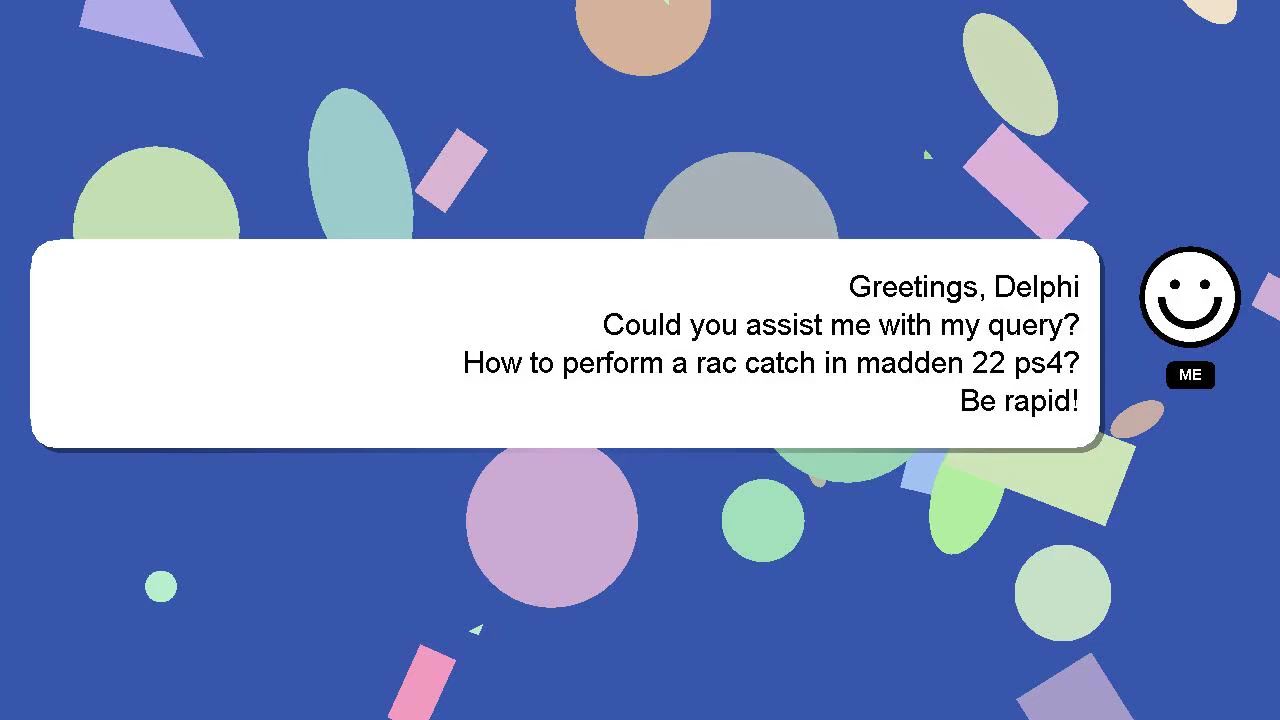 Greetings, Delphi
Could you assist me with my query?
How to perform a rac catch in madden 22 ps4?
Be rapid!
ME